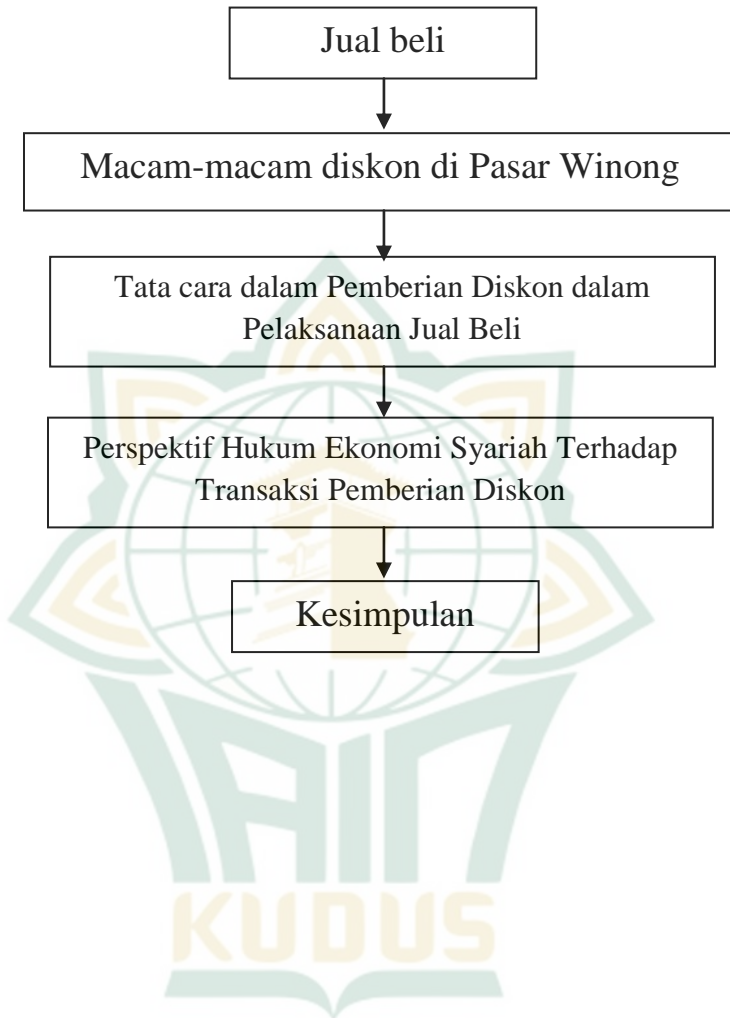 Jual beli
Macam-macam diskon di Pasar Winong
Tata cara dalam Pemberian Diskon dalam
Pelaksanaan Jual Beli
Perspektif Hukum Ekonomi Syariah Terhadap
Transaksi Pemberian Diskon
Kesimpulan
IAIN
KUDUS